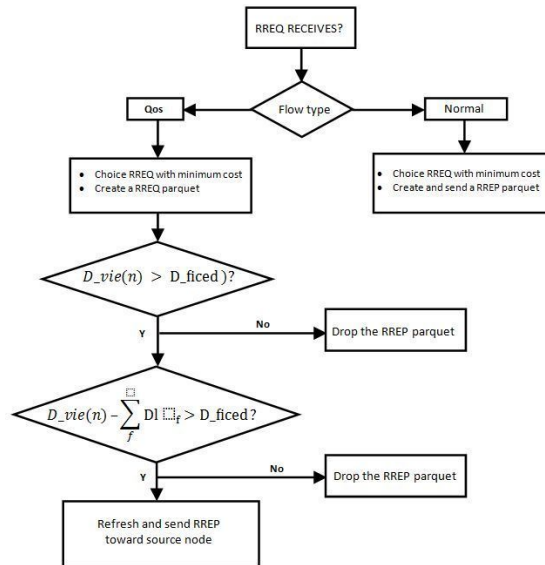 RREQ RECEIVES?
Flow type
Qos
Normal
• Choice RREQ with minimum cost
• Create a RREQ parquet
• Choice RREQ with minimum cost
• Create and send a RREP parquet
D_vie(n) > D_ficed)?
No
Y
Drop the RREP parquet
D_vie(n) – ∑ Dl □f > D_ficed?
□
f
No
Y
Drop the RREP parquet
Refresh and send RREP
toward source node